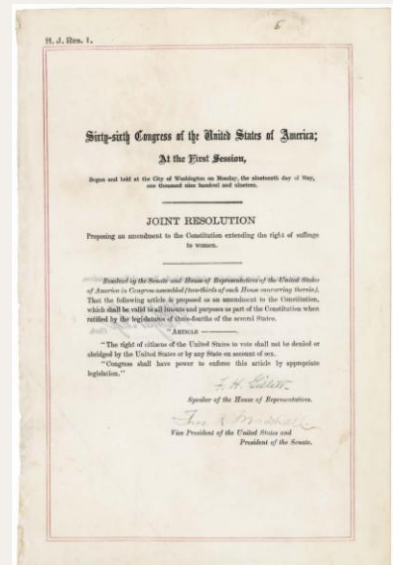 H. J. Res. 1.
Sixty-sixth Congress of the United States of America;
At the First Session,
Begun and held at the City of Washington on Monday, the nineteenth day of May,
one thousand nine hundred and nineteen.
JOINT RESOLUTION
Proposing an amendment to the Constitution extending the right of suffrage
to women.
Resolved by the Senate and House of Representatives of the United States
of America in Congress assembled (two-thirds of each House concurring therein),
That the following article is proposed as an amendment to the Constitution,
which shall be valid to all intents and purposes as part of the Constitution when
ratified by the legislatures of three-fourths of the several States.
"ARTICLE ————.
"The right of citizens of the United States to vote shall not be denied or
abridged by the United States or by any State on account of sex.
"Congress shall have power to enforce this article by appropriate
legislation."
F. H. Gillett.
Speaker of the House of Representatives.
Thos. R. Marshall
Vice President of the United States and
President of the Senate.